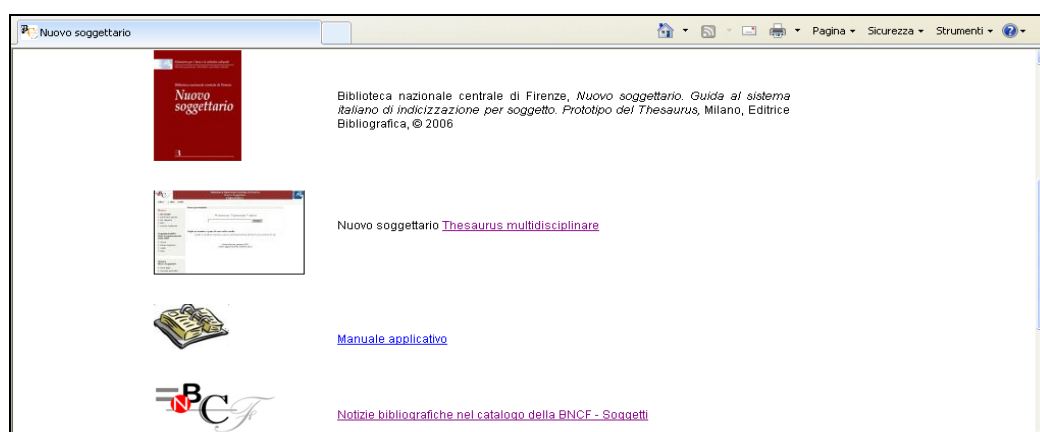 Nuovo soggettario
Pagina
Sicurezza
Strumenti
Nuovo
soggettario
Biblioteca nazionale centrale di Firenze, Nuovo soggettario. Guida al sistema
italiano di indicizzazione per soggetto. Prototipo del Thesaurus, Milano, Editrice
Bibliografica, © 2006
Nuovo soggettario Thesaurus multidisciplinare
Manuale applicativo
NBCF
Notizie bibliografiche nel catalogo della BNCF - Soggetti